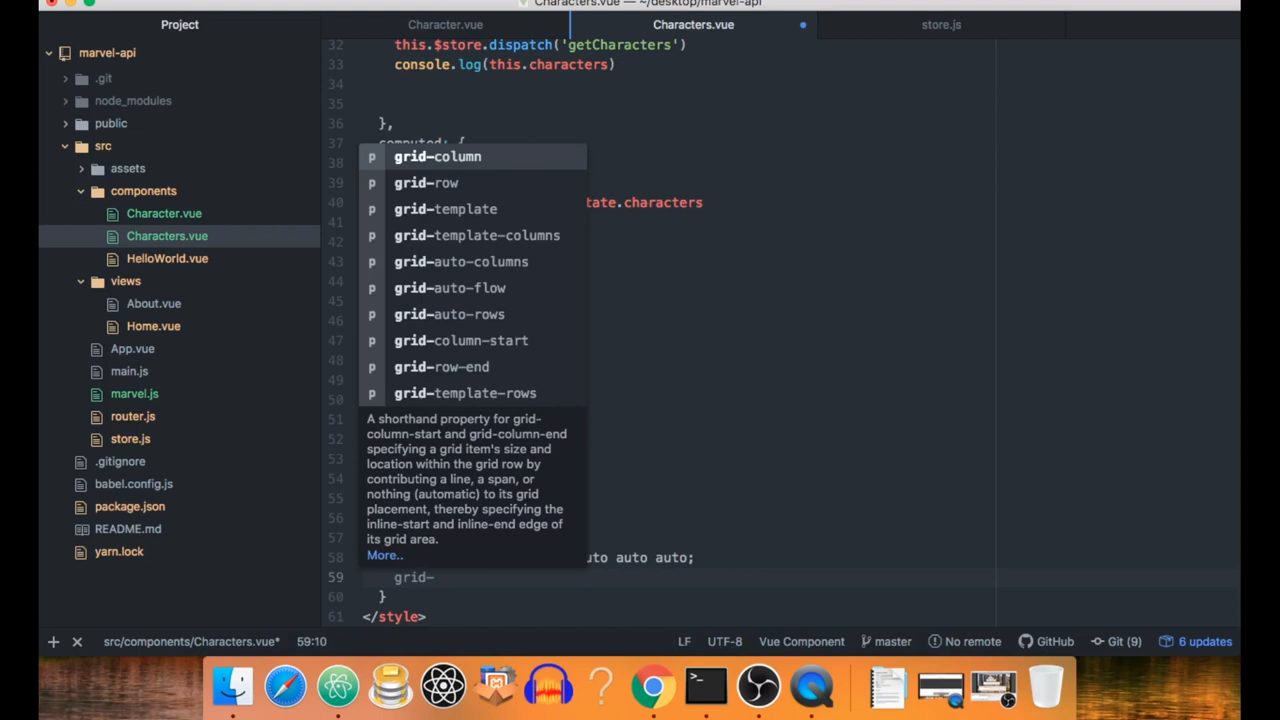 Characters.vue — ~/desktop/marvel-api
Project
Character.vue
Characters.vue
store.js
marvel-api
.git
node_modules
public
src
assets
components
Character.vue
Characters.vue
HelloWorld.vue
views
About.vue
Home.vue
App.vue
main.js
marvel.js
router.js
store.js
.gitignore
babel.config.js
package.json
README.md
yarn.lock
32 this.$store.dispatch('getCharacters')
33 console.log(this.characters)
34
35
36 },
37 computed: {
38
39
40 tate.characters
41
42
43
44
45
46
47
48
49
50
51
52
53
54
55
56
58 uto auto auto;
59 grid-
60 }
61 </style>
p grid-column
p grid-row
p grid-template
p grid-template-columns
p grid-auto-columns
p grid-auto-flow
p grid-auto-rows
p grid-column-start
p grid-row-end
p grid-template-rows
A shorthand property for grid-
column-start and grid-column-end
specifying a grid item's size and
location within the grid row by
contributing a line, a span, or
nothing (automatic) to its grid
placement, thereby specifying the
inline-start and inline-end edge of
its grid area.
More..
src/components/Characters.vue* 59:10 LF UTF-8 Vue Component master No remote GitHub Git (9) 6 updates